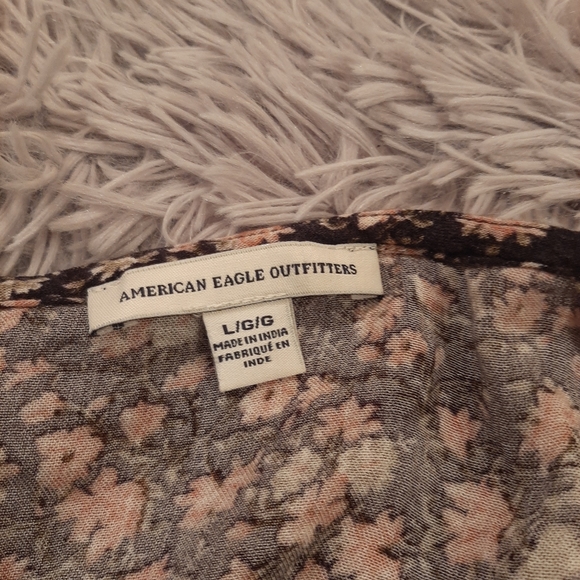 AMERICAN EAGLE OUTFITTERS
L/G/G
MADE IN INDIA
FABRIQUÉ EN
INDE